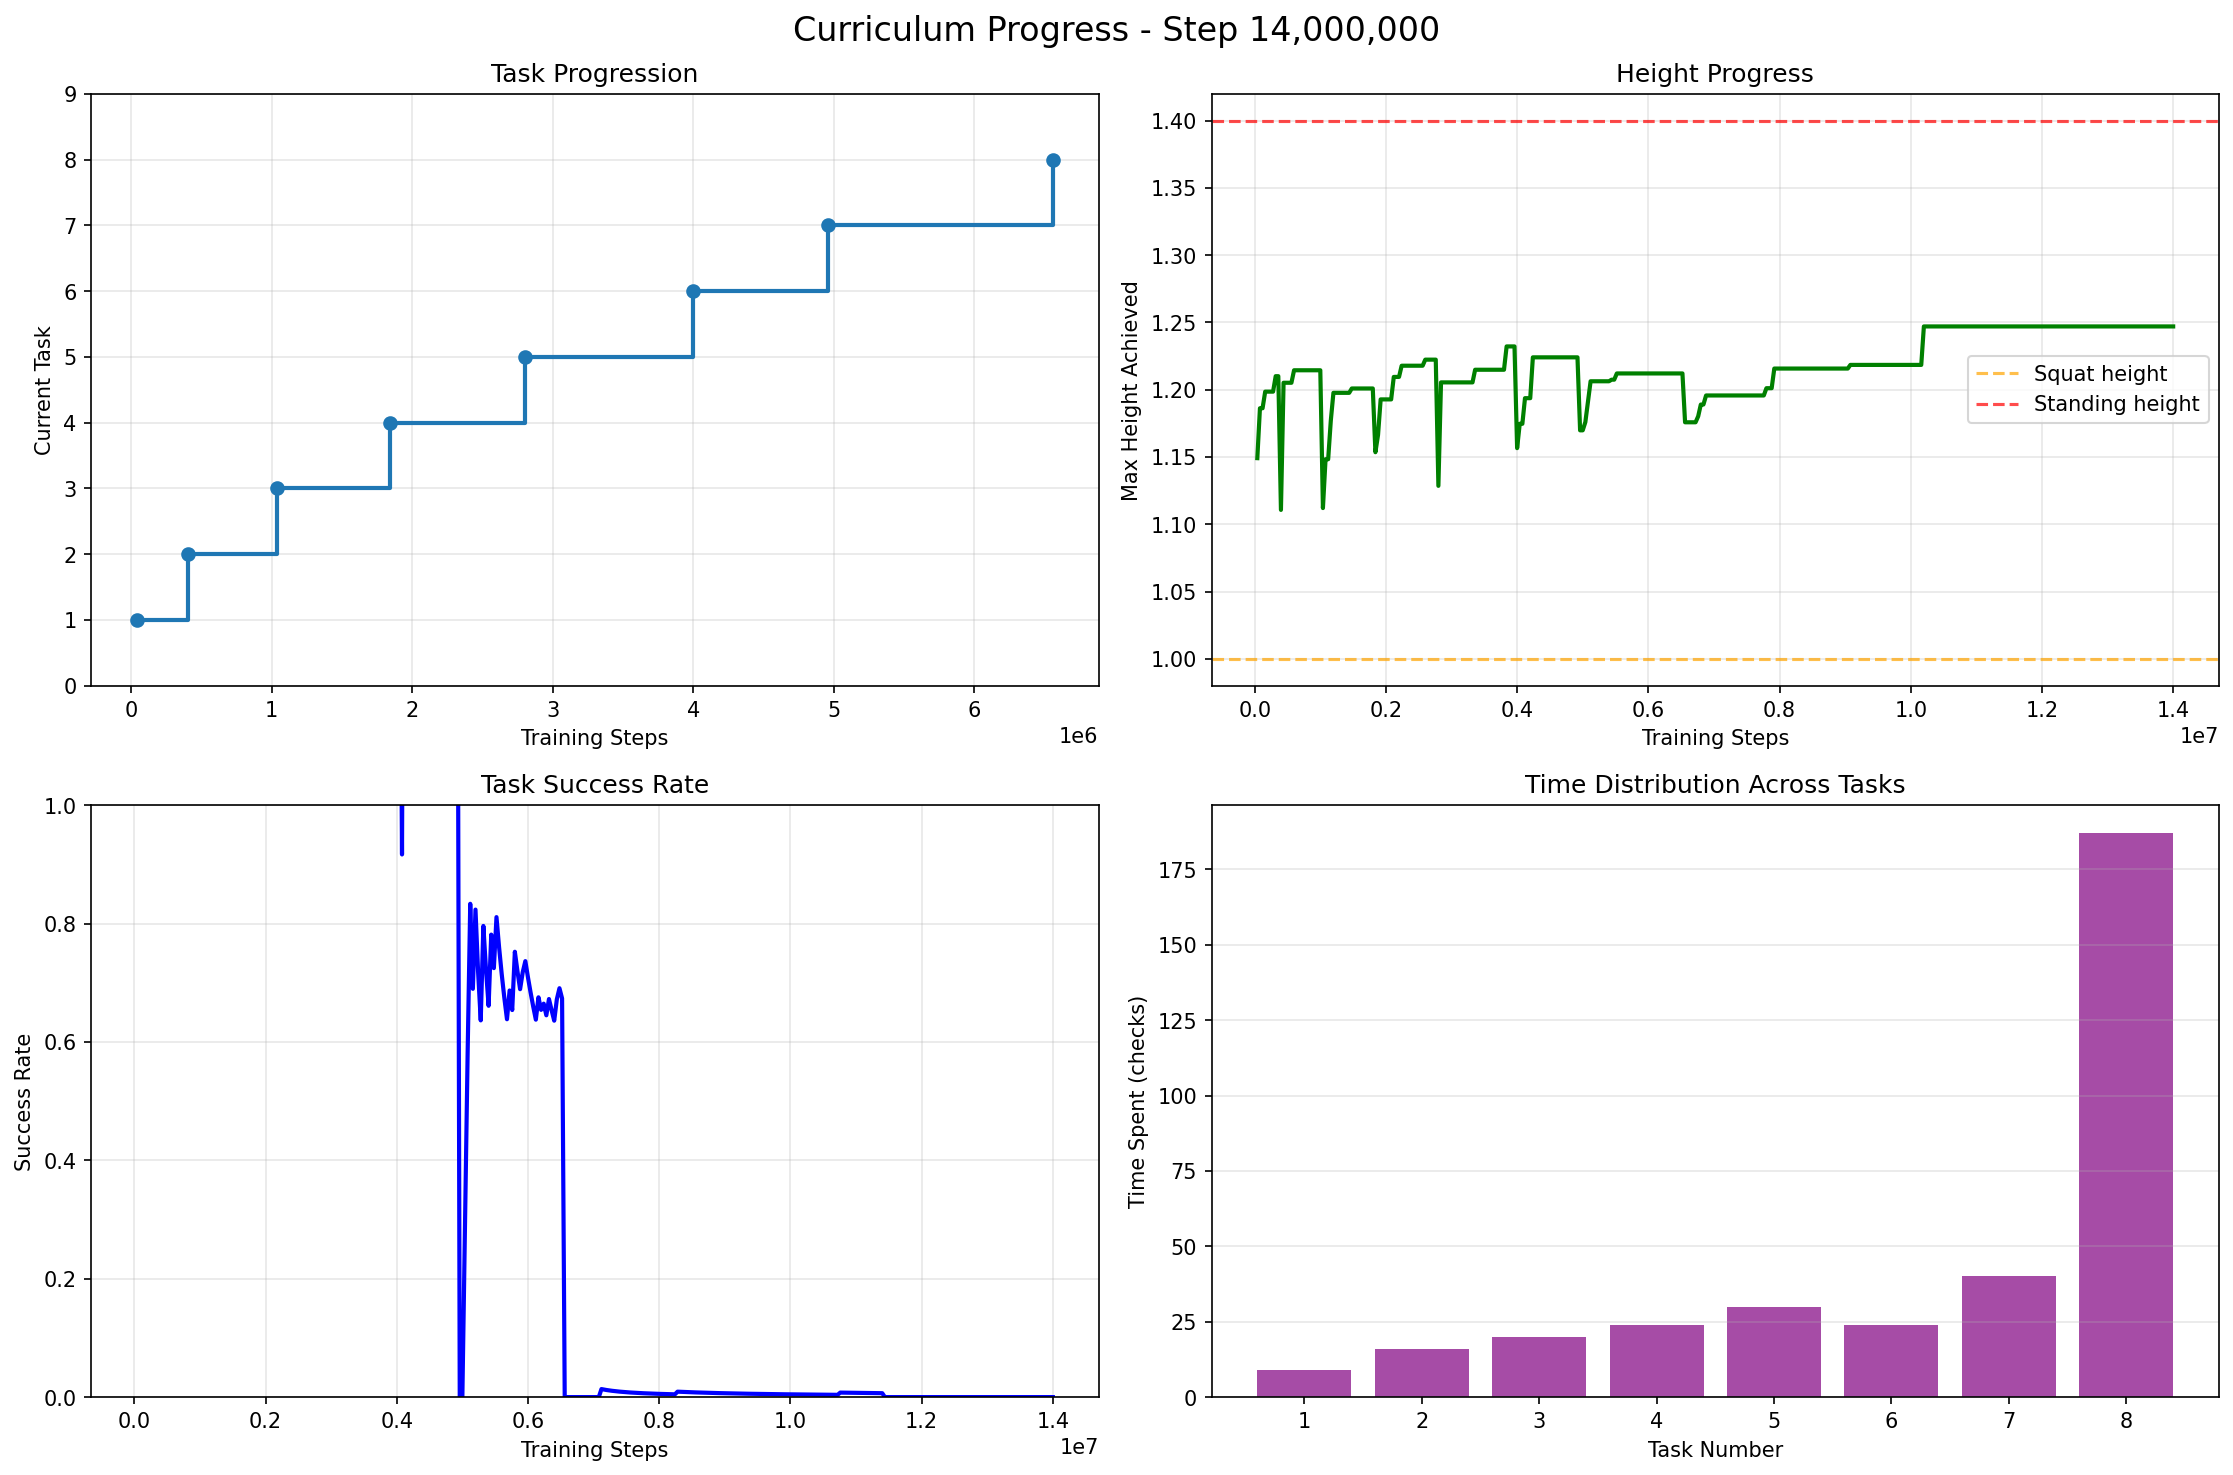 Curriculum Progress - Step 14,000,000
Task Progression
Current Task
9
8
7
6
5
4
3
2
1
0
0 1 2 3 4 5 6
1e6
Training Steps
Height Progress
Max Height Achieved
1.40
1.35
1.30
1.25
1.20
1.15
1.10
1.05
1.00
Squat height
Standing height
0.0 0.2 0.4 0.6 0.8 1.0 1.2 1.4
1e7
Training Steps
Task Success Rate
Success Rate
1.0
0.8
0.6
0.4
0.2
0.0
0.0 0.2 0.4 0.6 0.8 1.0 1.2 1.4
1e7
Training Steps
Time Distribution Across Tasks
Time Spent (checks)
175
150
125
100
75
50
25
0
1 2 3 4 5 6 7 8
Task Number